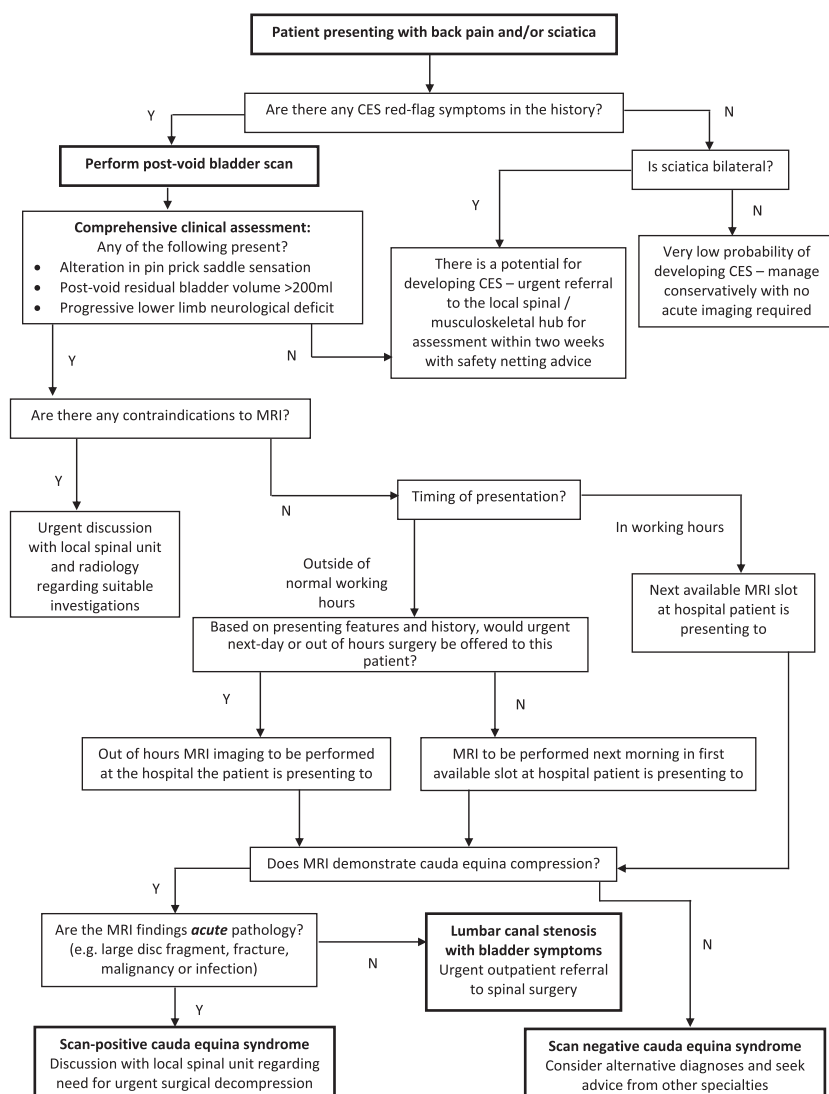 Patient presenting with back pain and/or sciatica
Are there any CES red-flag symptoms in the history?
Y
N
Perform post-void bladder scan
Is sciatica bilateral?
Y
N
Comprehensive clinical assessment:
Any of the following present?
• Alteration in pin prick saddle sensation
• Post-void residual bladder volume >200ml
• Progressive lower limb neurological deficit
There is a potential for
developing CES – urgent referral
to the local spinal /
musculoskeletal hub for
assessment within two weeks
with safety netting advice
Very low probability of
developing CES – manage
conservatively with no
acute imaging required
Y
N
Are there any contraindications to MRI?
Y
N
Timing of presentation?
Urgent discussion
with local spinal unit
and radiology
regarding suitable
investigations
Outside of
normal working
hours
In working hours
Next available MRI slot
at hospital patient is
presenting to
Based on presenting features and history, would urgent
next-day or out of hours surgery be offered to this
patient?
Y
N
Out of hours MRI imaging to be performed
at the hospital the patient is presenting to
MRI to be performed next morning in first
available slot at hospital patient is presenting to
Does MRI demonstrate cauda equina compression?
Y
N
Are the MRI findings acute pathology?
(e.g. large disc fragment, fracture,
malignancy or infection)
N
Lumbar canal stenosis
with bladder symptoms
Urgent outpatient referral
to spinal surgery
Y
Scan-positive cauda equina syndrome
Discussion with local spinal unit regarding
need for urgent surgical decompression
Scan negative cauda equina syndrome
Consider alternative diagnoses and seek
advice from other specialties